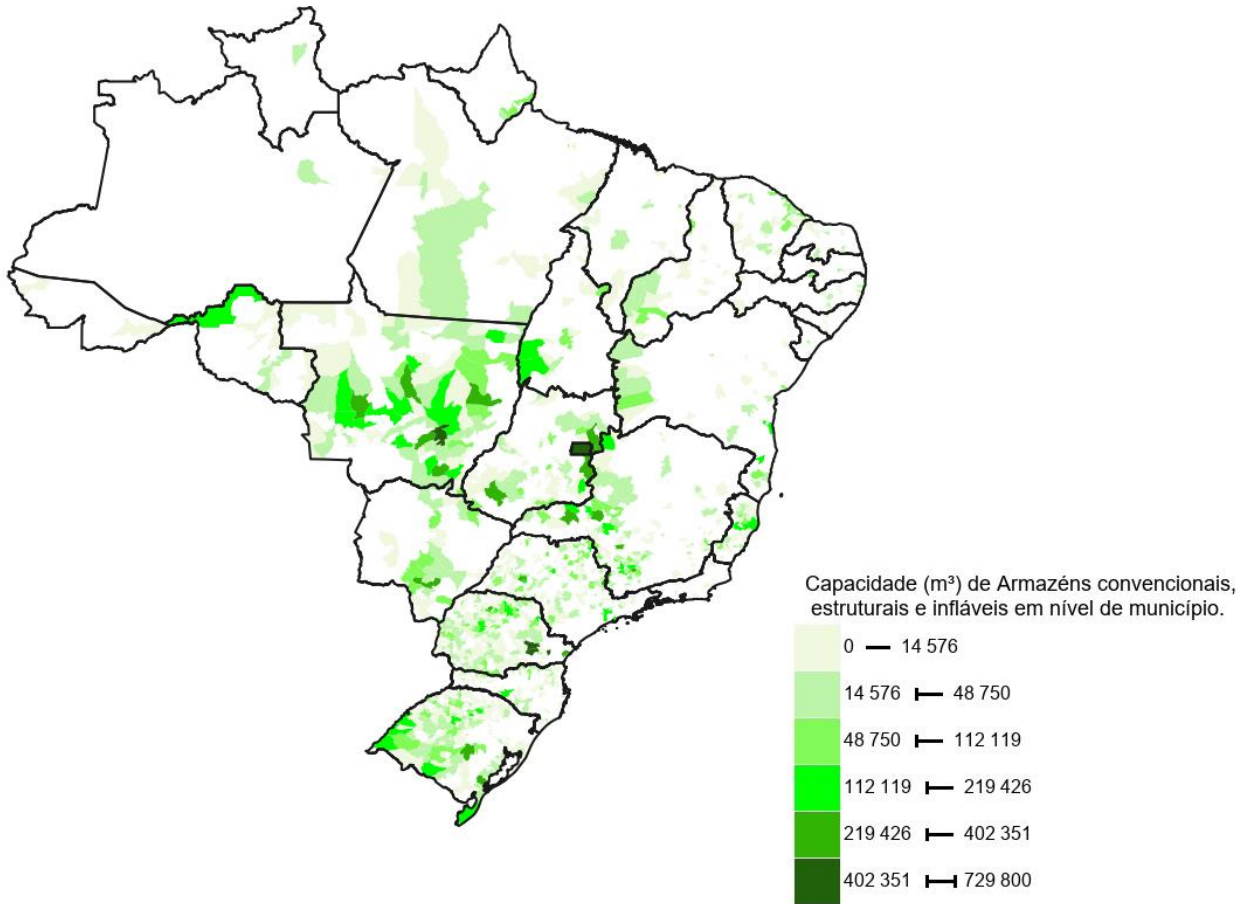 Capacidade (m³) de Armazéns convencionais,
estruturais e infláveis em nível de município.
0 — 14 576
14 576 ⊢ 48 750
48 750 ⊢ 112 119
112 119 ⊢ 219 426
219 426 ⊢ 402 351
402 351 ⊢⊣ 729 800